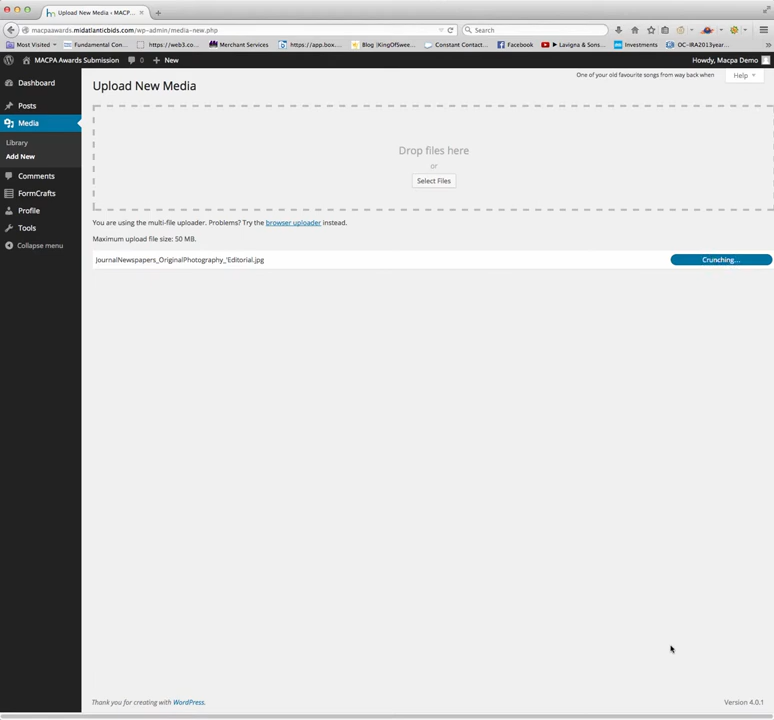 Upload New Media ‹ MACP...
macpaawards.midatlanticbids.com/wp-admin/media-new.php
Search
Most Visited
Fundamental Con...
https://web3.co...
Merchant Services
https://app.box...
Blog |KingOfSwee...
Constant Contact...
Facebook
Lavigna & Sons...
Investments
OC-IRA2013year...
MACPA Awards Submission
0
New
Howdy, Macpa Demo
One of your old favourite songs from way back when
Help
Upload New Media
Dashboard
Posts
Media
Library
Add New
Comments
FormCrafts
Profile
Tools
Collapse menu
Drop files here
or
Select Files
You are using the multi-file uploader. Problems? Try the browser uploader instead.
Maximum upload file size: 50 MB.
JournalNewspapers_OriginalPhotography_'Editorial.jpg
Crunching...
Thank you for creating with WordPress.
Version 4.0.1